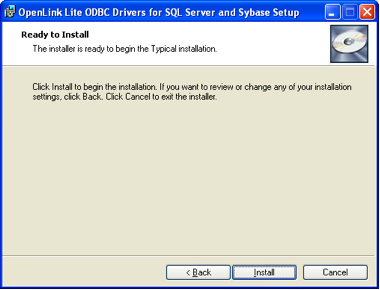 OpenLink Lite ODBC Drivers for SQL Server and Sybase Setup
Ready to Install
The installer is ready to begin the Typical installation.
Click Install to begin the installation. If you want to review or change any of your installation
settings, click Back. Click Cancel to exit the installer.
< Back Install Cancel